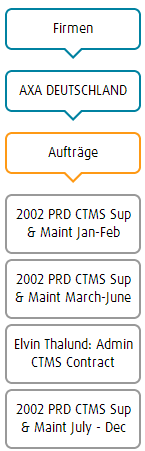 Firmen
AXA DEUTSCHLAND
Aufträge
2002 PRD CTMS Sup
& Maint Jan-Feb
2002 PRD CTMS Sup
& Maint March-June
Elvin Thalund: Admin
CTMS Contract
2002 PRD CTMS Sup
& Maint July - Dec